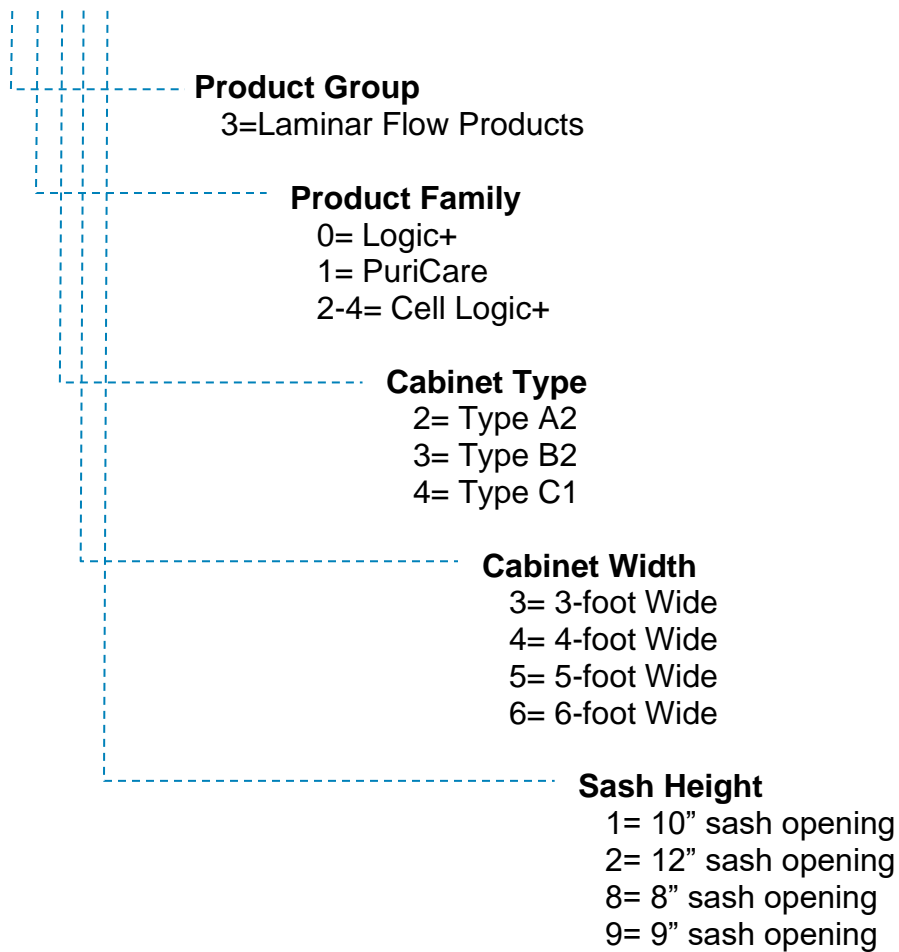 Product Group
3=Laminar Flow Products
Product Family
0= Logic+
1= PuriCare
2-4= Cell Logic+
Cabinet Type
2= Type A2
3= Type B2
4= Type C1
Cabinet Width
3= 3-foot Wide
4= 4-foot Wide
5= 5-foot Wide
6= 6-foot Wide
Sash Height
1= 10” sash opening
2= 12” sash opening
8= 8” sash opening
9= 9” sash opening